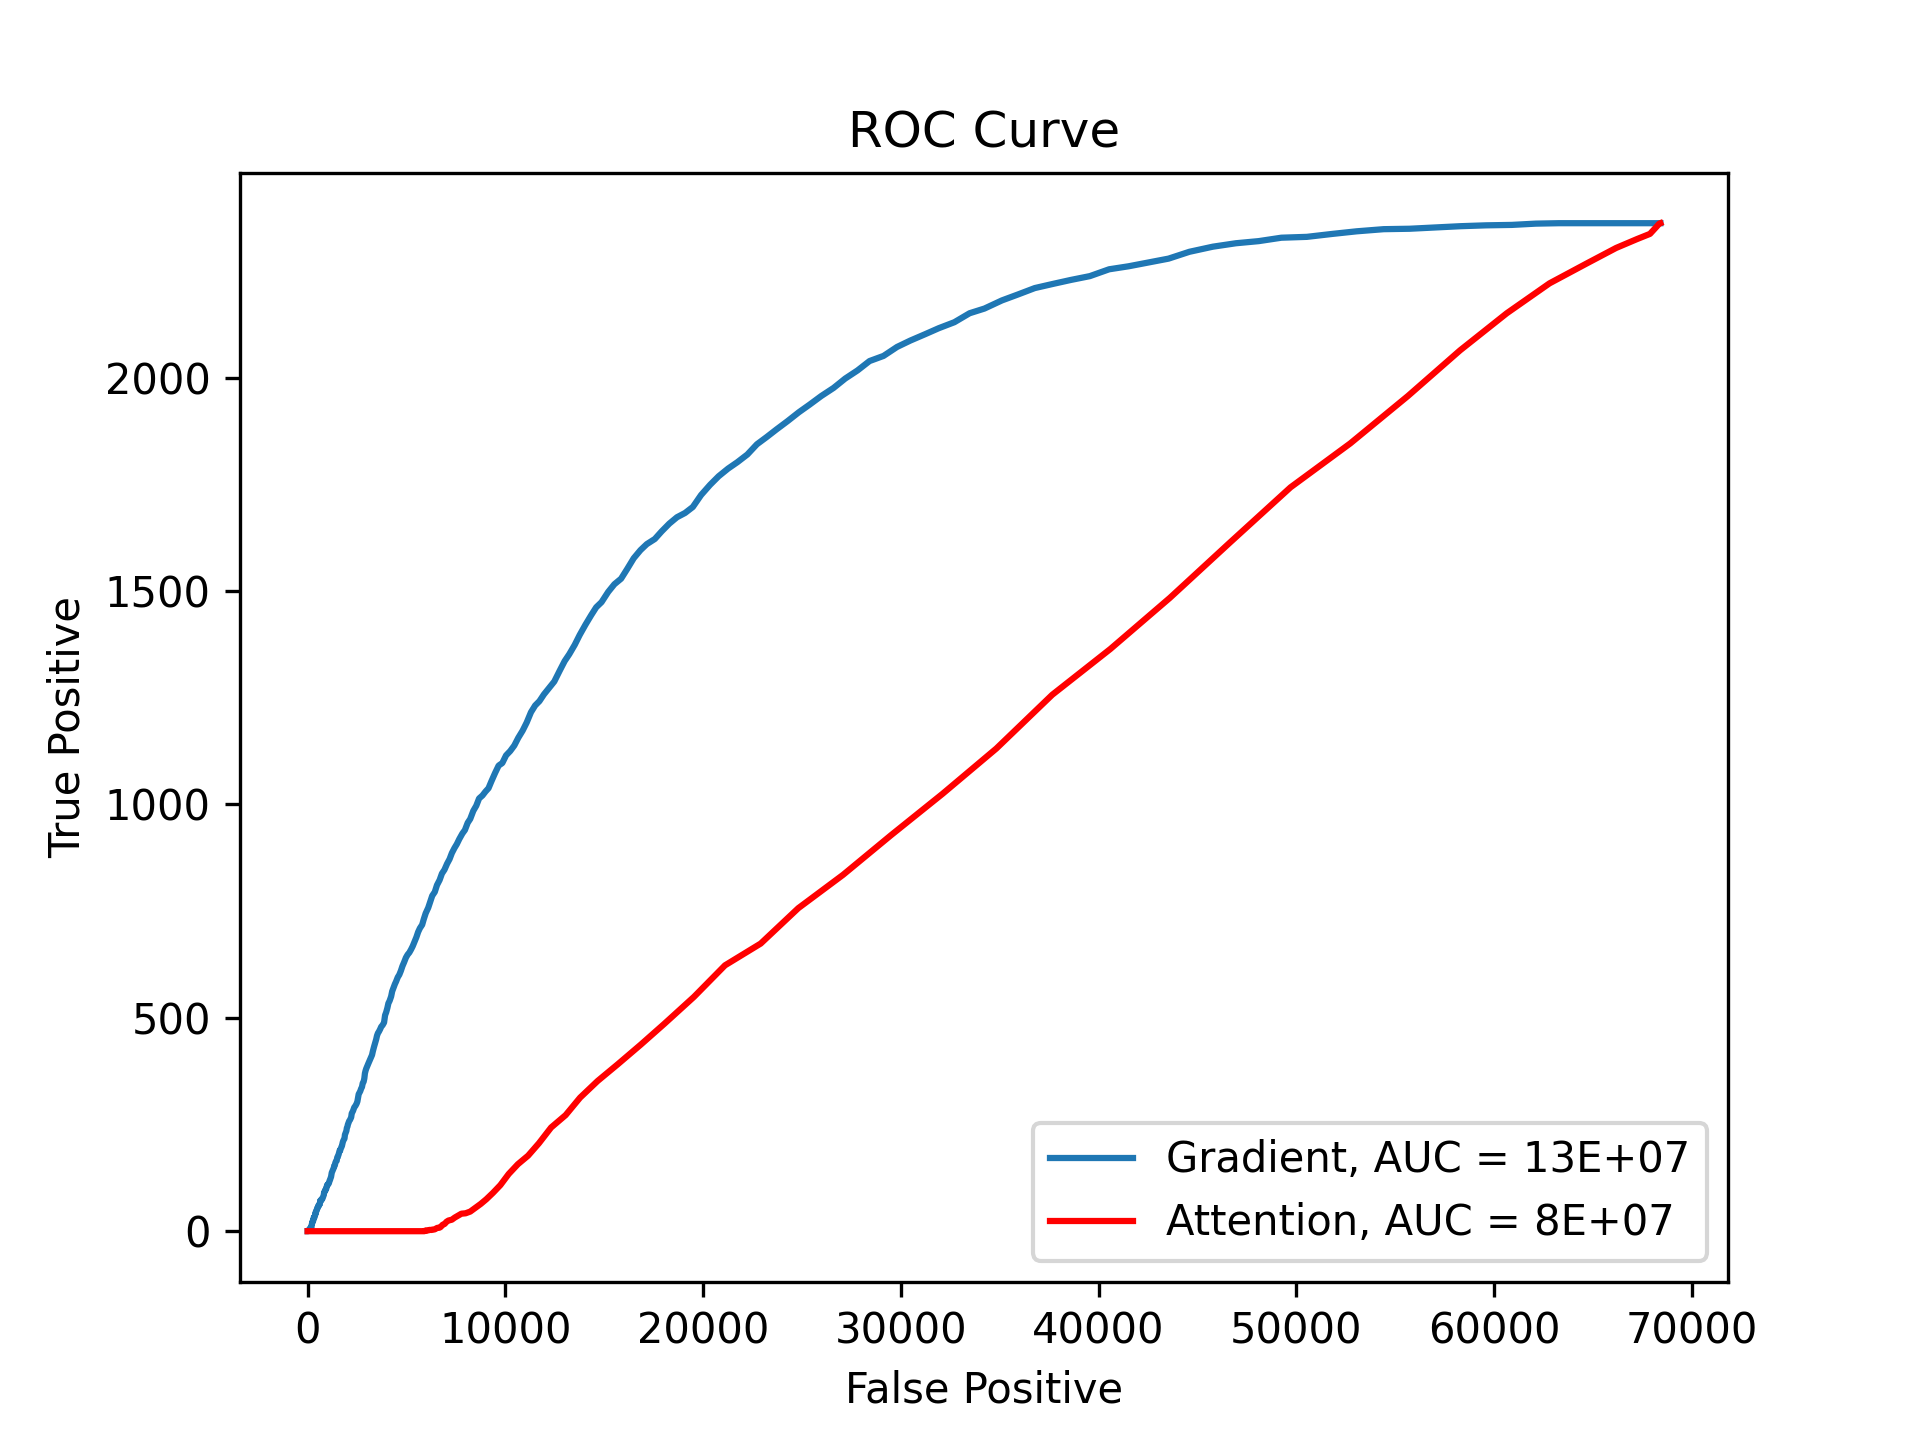 ROC Curve
True Positive
2000
1500
1000
500
0
Gradient, AUC = 13E+07
Attention, AUC = 8E+07
0 10000 20000 30000 40000 50000 60000 70000
False Positive